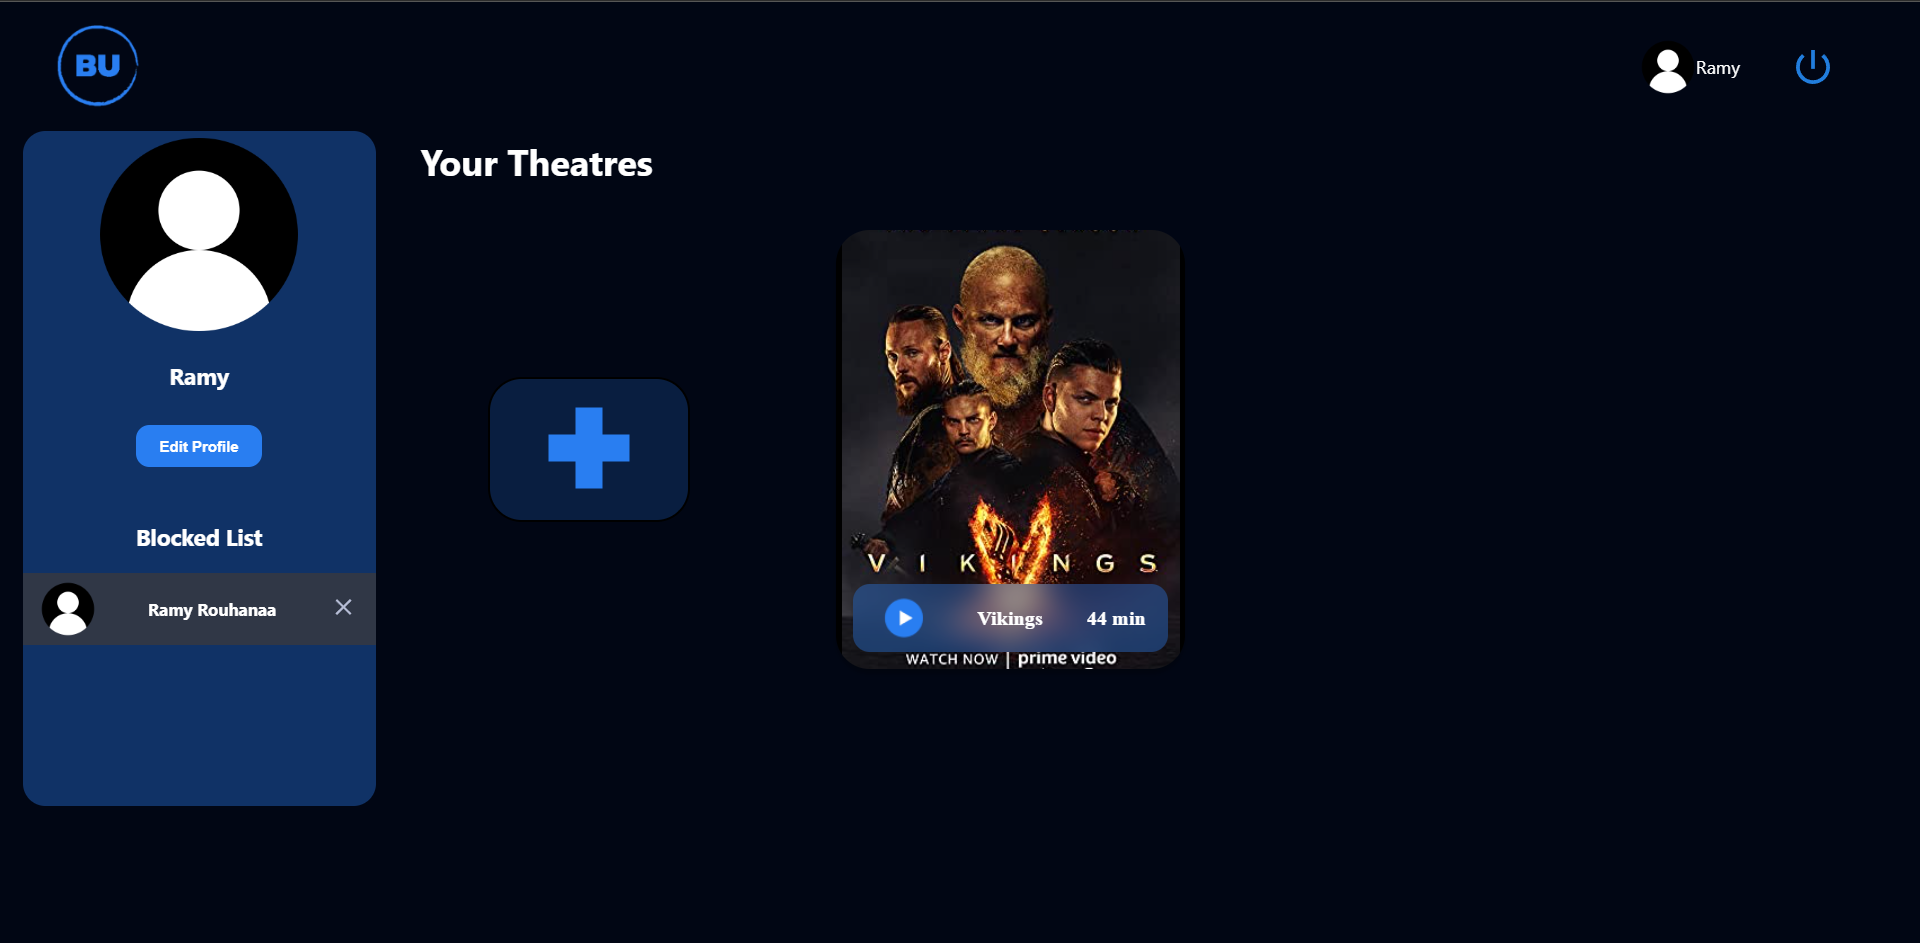 BU
Ramy
Your Theatres
Ramy
Edit Profile
Blocked List
Ramy Rouhanaa
VIKINGS
Vikings 44 min
WATCH NOW | prime video